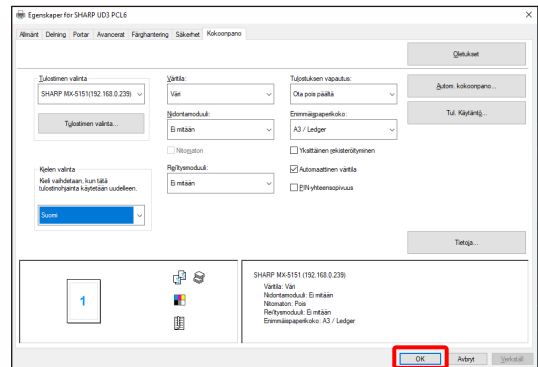 Egenskaper för SHARP UD3 PCL6
Allmänt Delning Portar Avancerat Färghantering Säkerhet Kokoonpano
Oletukset
Tulostimen valinta
SHARP MX-5151(192.168.0.239)
Tulostimen valinta...
Väritila:
Väri
Nidontamoduuli:
Ei mitään
Nitomaton
Rei'itysmoduuli:
Ei mitään
Tulostuksen vapautus:
Ota pois päältä
Enimmäispaperikoko:
A3 / Ledger
Yksittäinen rekisteröityminen
Automaattinen väritila
PIN-yhteensopivuus
Autom. kokoonpano...
Tul. Käytäntö...
Kielen valinta
Kieli vaihdetaan, kun tätä
tulostinohjainta käytetään uudelleen.
Suomi
Tietoja...
1
SHARP MX-5151 (192.168.0.239)
Väritila: Väri
Nidontamoduuli: Ei mitään
Nitomaton: Pois
Rei'itysmoduuli: Ei mitään
Enimmäispaperikoko: A3 / Ledger
OK Avbryt Verkställ